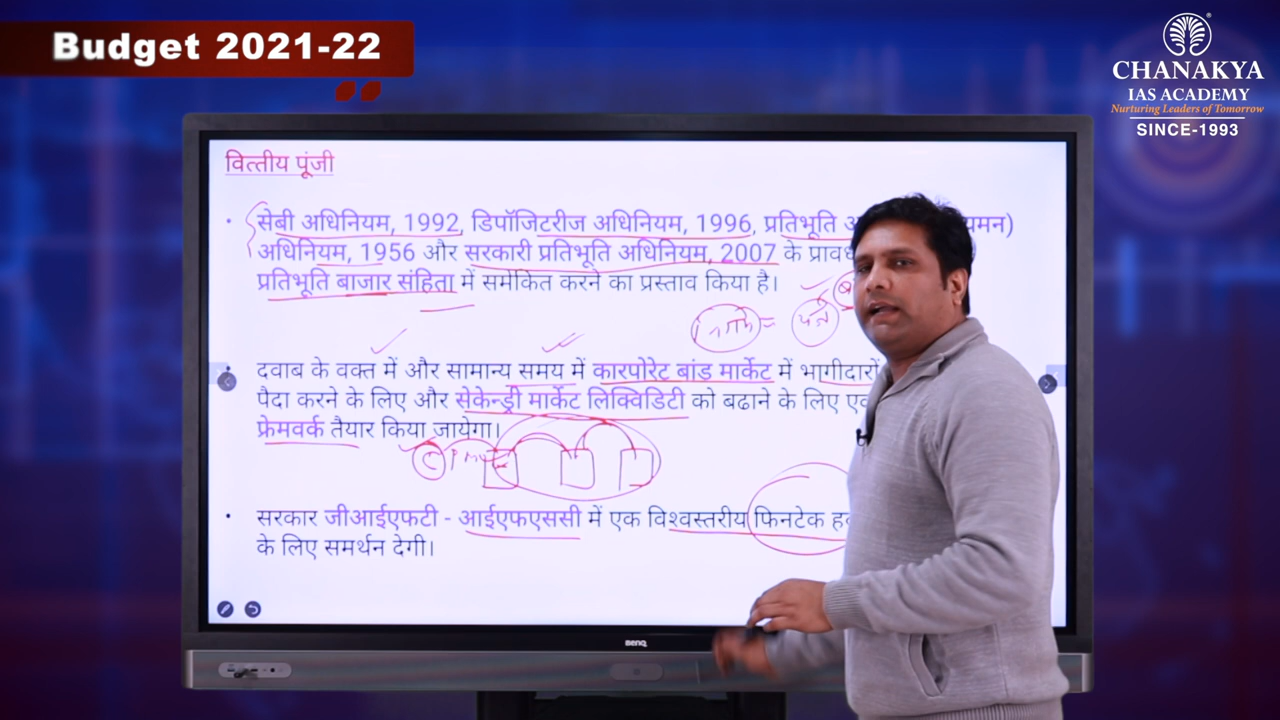 Budget 2021-22
CHANAKYA
IAS ACADEMY
Nurturing Leaders of Tomorrow
SINCE-1993
वित्तीय पूंजी
सेबी अधिनियम, 1992, डिपॉजिटरीज अधिनियम, 1996, प्रतिभूति
अधिनियम, 1956 और सरकारी प्रतिभूति अधिनियम, 2007 के
प्रतिभूति बाजार संहिता में समेकित करने का प्रस्ताव किया है।
दवाब के वक्त में और सामान्य समय में कारपोरेट बांड मार्केट में भागीदारों
पैदा करने के लिए और सेकेन्ड्री मार्केट लिक्विडिटी को बढाने के लिए
फ्रेमवर्क तैयार किया जायेगा।
सरकार जीआईएफटी - आईएफएससी में एक विश्वस्तरीय फिनटेक
के लिए समर्थन देगी।
BenQ